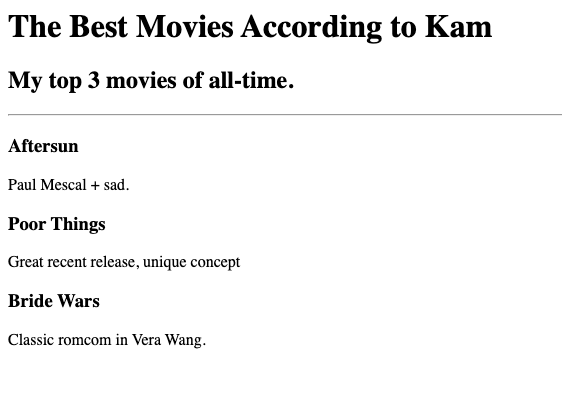 The Best Movies According to Kam
My top 3 movies of all-time.
Aftersun
Paul Mescal + sad.
Poor Things
Great recent release, unique concept
Bride Wars
Classic romcom in Vera Wang.